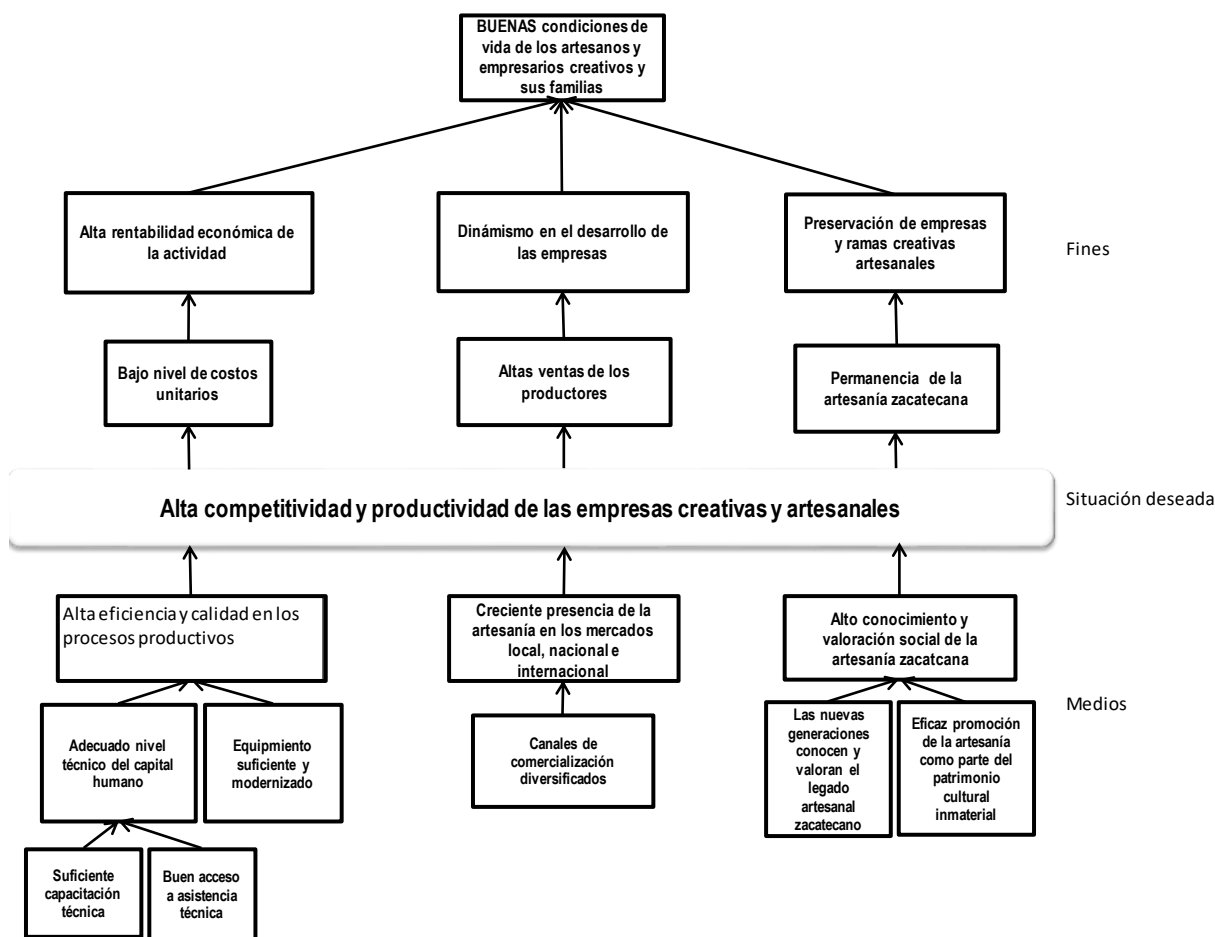 BUENAS condiciones de
vida de los artesanos y
empresarios creativos y
sus familias
Alta rentabilidad económica de
la actividad
Dinámismo en el desarrollo de
las empresas
Preservación de empresas
y ramas creativas
artesanales
Fines
Bajo nivel de costos
unitarios
Altas ventas de los
productores
Permanencia de la
artesanía zacatecana
Alta competitividad y productividad de las empresas creativas y artesanales
Situación deseada
Alta eficiencia y calidad en los
procesos productivos
Creciente presencia de la
artesanía en los mercados
local, nacional e
internacional
Alto conocimiento y
valoración social de la
artesanía zacatcana
Medios
Adecuado nivel
técnico del capital
humano
Equipmiento
suficiente y
modernizado
Canales de
comercialización
diversificados
Las nuevas
generaciones
conocen y
valoran el
legado
artesanal
zacatecano
Eficaz promoción
de la artesanía
como parte del
patrimonio
cultural
inmaterial
Suficiente
capacitación
técnica
Buen acceso
a asistencia
técnica